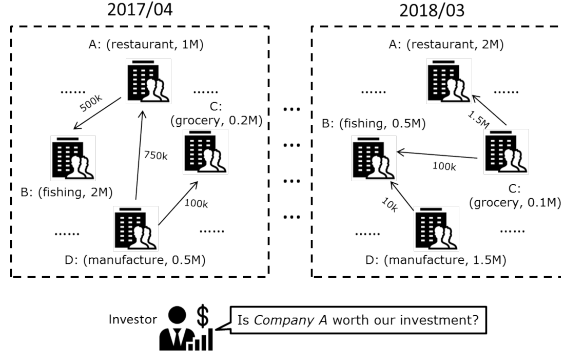 2017/04
2018/03
A: (restaurant, 1M)
......
......
500k
C:
(grocery, 0.2M)
750k
B: (fishing, 2M)
100k
......
......
D: (manufacture, 0.5M)
...
...
...
...
A: (restaurant, 2M)
......
......
1.5M
B: (fishing, 0.5M)
100k
10k
C:
(grocery, 0.1M)
......
......
D: (manufacture, 1.5M)
Investor
$
Is Company A worth our investment?